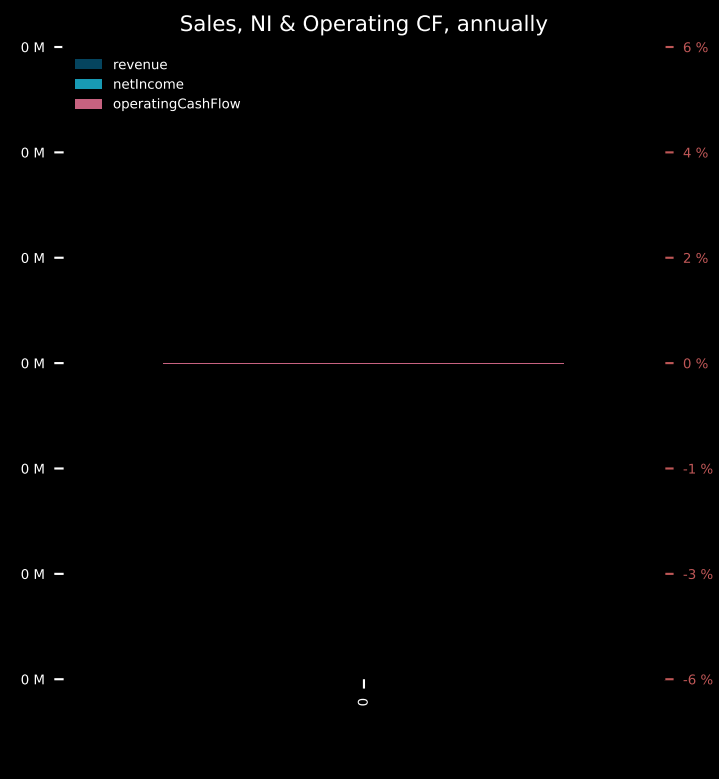 Sales, NI & Operating CF, annually
0 M
6 %
revenue
netIncome
operatingCashFlow
0 M
4 %
0 M
2 %
0 M
0 %
0 M
-1 %
0 M
-3 %
0 M
-6 %
0